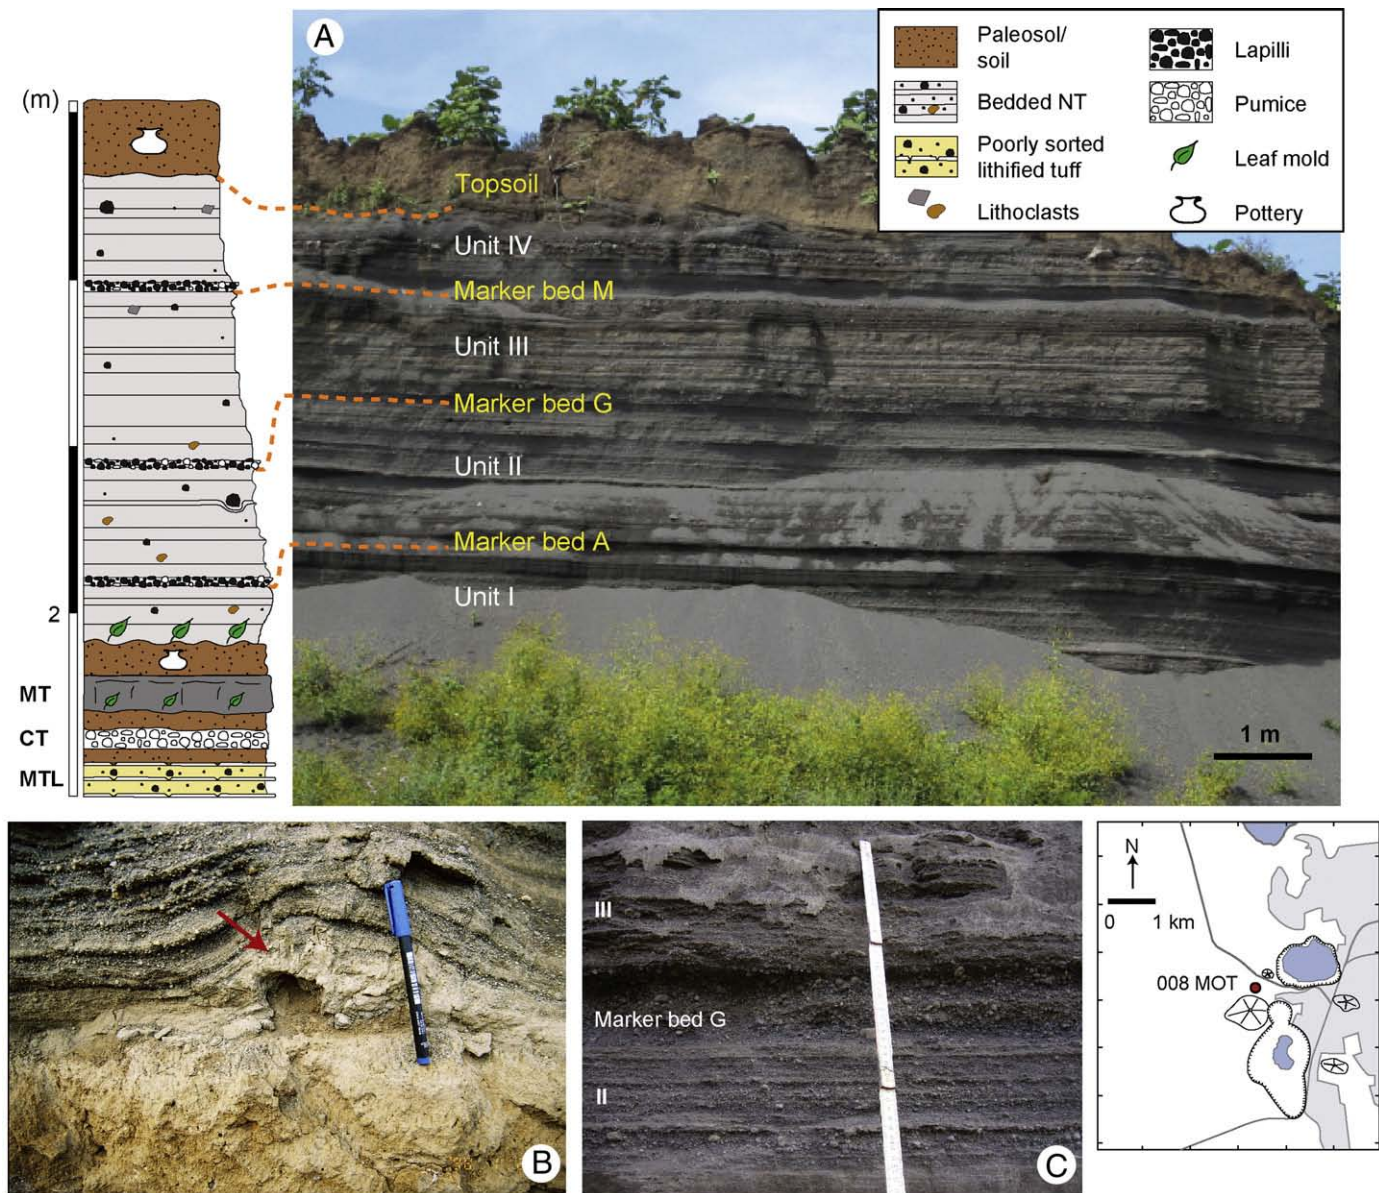 A
(m)
2
MT
CT
MTL
Topsoil
Unit IV
Marker bed M
Unit III
Marker bed G
Unit II
Marker bed A
Unit I
1 m
Paleosol/
soil
Bedded NT
Poorly sorted
lithified tuff
Lithoclasts
Lapilli
Pumice
Leaf mold
Pottery
B
III
Marker bed G
II
C
N
0 1 km
008 MOT